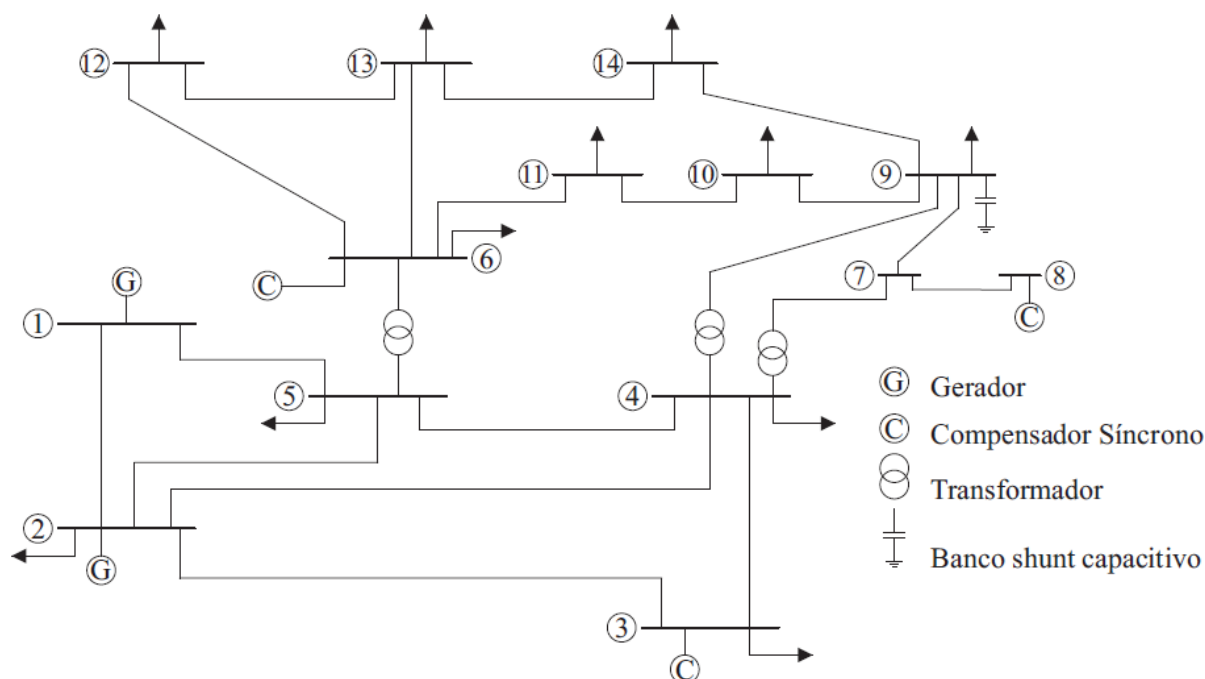 12
13
14
11
10
9
6
7
8
C
G
C
1
5
4
G Gerador
C Compensador Síncrono
Transformador
2
Banco shunt capacitivo
G
3
C